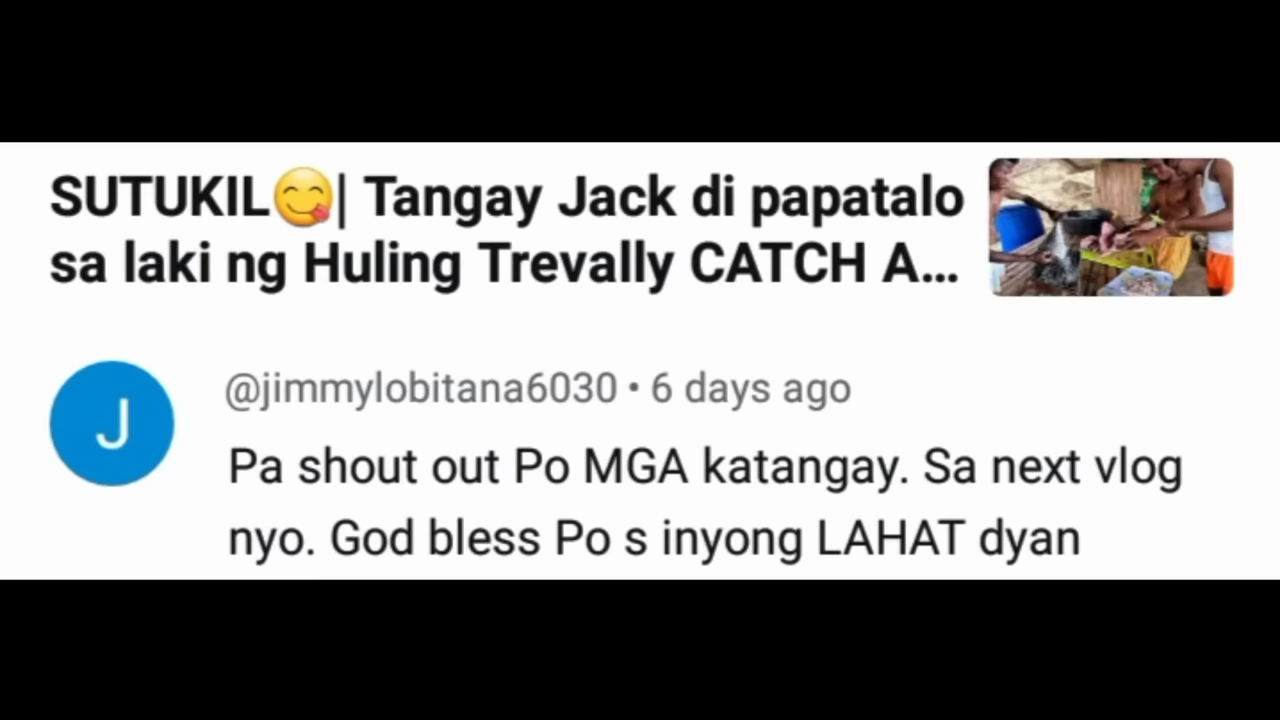 SUTUKIL😋| Tangay Jack di papatalo
sa laki ng Huling Trevally CATCH A...
J
@jimmylobitana6030 • 6 days ago
Pa shout out Po MGA katangay. Sa next vlog
nyo. God bless Po s inyong LAHAT dyan